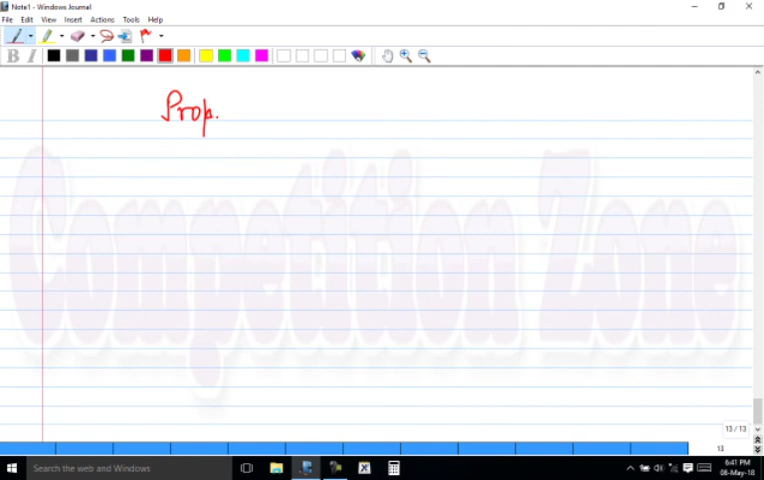 Note1 - Windows Journal
File Edit View Insert Actions Tools Help
B I
Prop.
Competition Zone
13 / 13
13
Search the web and Windows
6:41 PM
08-May-18